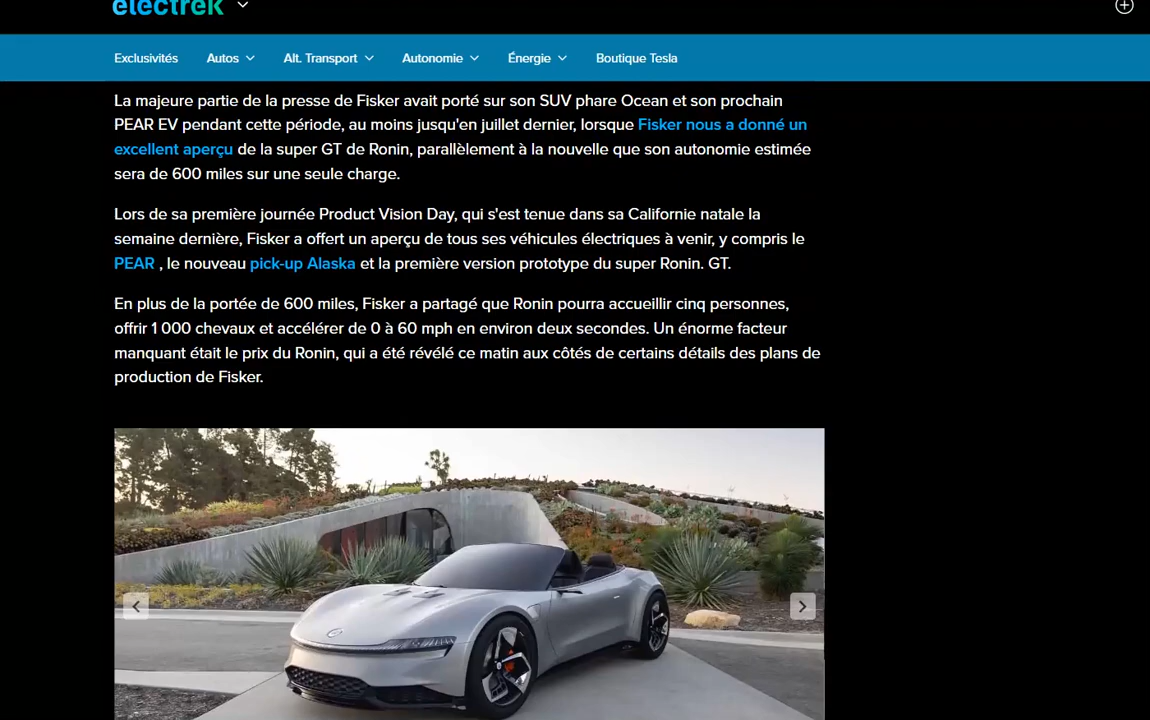 electrek
Exclusivités Autos Alt. Transport Autonomie Énergie Boutique Tesla
La majeure partie de la presse de Fisker avait porté sur son SUV phare Ocean et son prochain
PEAR EV pendant cette période, au moins jusqu'en juillet dernier, lorsque Fisker nous a donné un
excellent aperçu de la super GT de Ronin, parallèlement à la nouvelle que son autonomie estimée
sera de 600 miles sur une seule charge.
Lors de sa première journée Product Vision Day, qui s'est tenue dans sa Californie natale la
semaine dernière, Fisker a offert un aperçu de tous ses véhicules électriques à venir, y compris le
PEAR , le nouveau pick-up Alaska et la première version prototype du super Ronin. GT.
En plus de la portée de 600 miles, Fisker a partagé que Ronin pourra accueillir cinq personnes,
offrir 1 000 chevaux et accélérer de 0 à 60 mph en environ deux secondes. Un énorme facteur
manquant était le prix du Ronin, qui a été révélé ce matin aux côtés de certains détails des plans de
production de Fisker.